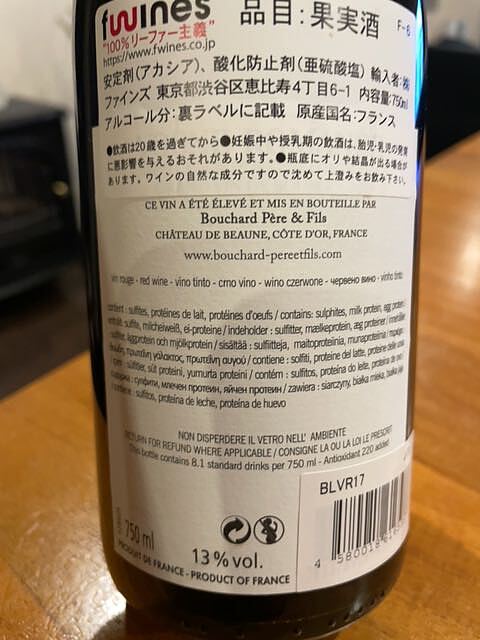 fwines 品目:果実酒 F-6
"100%リーファー主義"
https://www.fwines.co.jp
安定剤(アカシア)、酸化防止剤(亜硫酸塩) 輸入者:㈱
ファインズ 東京都渋谷区恵比寿4丁目6-1 内容量:750ml
アルコール分:裏ラベルに記載 原産国名:フランス
●飲酒は20歳を過ぎてから●妊娠中や授乳期の飲酒は、胎児・乳児の発育
に悪影響を与えるおそれがあります。●瓶底にオリや結晶が出る場合が
あります。ワインの自然な成分ですので沈めて上澄みをお飲み下さい。
CE VIN A ÉTÉ ÉLEVÉ ET MIS EN BOUTEILLE PAR
Bouchard Père & Fils
CHÂTEAU DE BEAUNE, CÔTE D'OR, FRANCE
www.bouchard-pereetfils.com
vin rouge - red wine - vino tinto - crno vino - wino czerwone - червено вино - vinho tinto
contient : sulfites, protéines de lait, protéines d'oeufs / contains: sulphites, milk protein, egg protein
enthält: sulfite, milcheiweiß, ei-proteine / indeholder : sulfitter, mælkeprotein, æg proteiner / innehåller
: sulfiter, äggprotein och mjölkprotein / sisältää : sulfiitteja, maitoproteiinia, munaproteiinia /
θειώδη, πρωτεΐνη γάλακτος, πρωτεΐνη αυγού / contiene : solfiti, proteine del latte, proteine delle uova
: sülfitler, süt proteini, yumurta proteini / contém : sulfitos, proteína do leite, proteína de ovo
: сулфити, млечен протеин, яйчен протеин / zawiera : siarczyny, białka mleka, białka jaja
/ contiene : sulfitos, proteína de leche, proteína de huevo
NON DISPERDERE IL VETRO NELL' AMBIENTE
RETURN FOR REFUND WHERE APPLICABLE / CONSIGNE LA OU LA LOI LE PRESCRIT
This bottle contains 8.1 standard drinks per 750 ml - Antioxidant 220 added
BLVR17
750 ml
13 % vol.
PRODUIT DE FRANCE - PRODUCT OF FRANCE